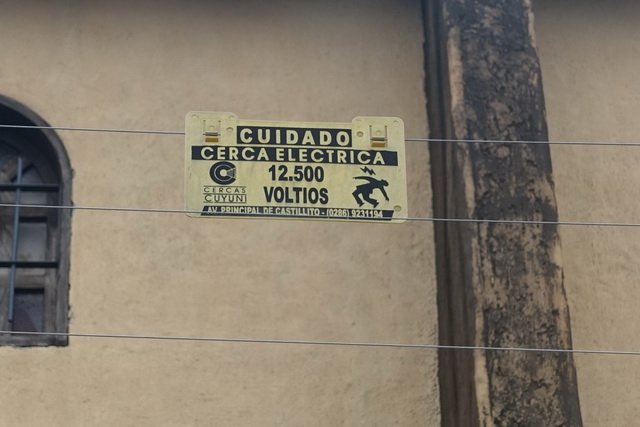 CUIDADO
CERCA ELECTRICA
12.500
VOLTIOS
CERCAS
CUYUNI
AV. PRINCIPAL DE CASTILLITO - (0286) 9231194